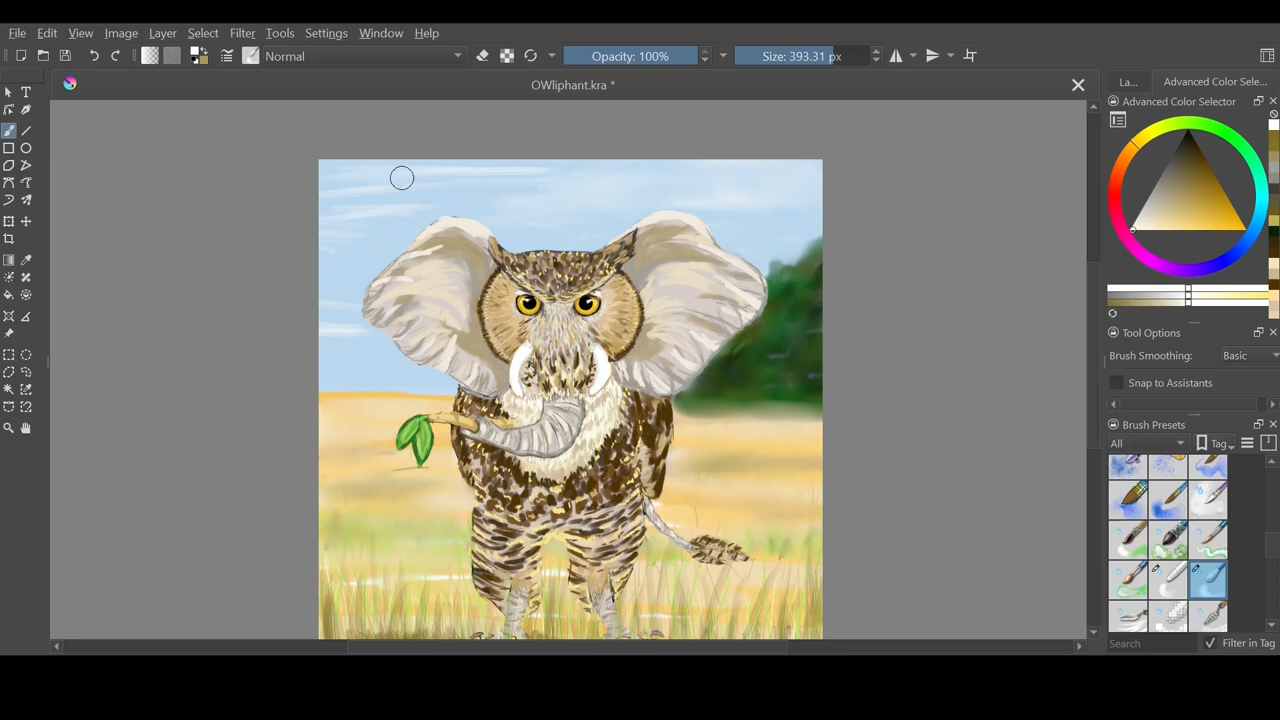 File Edit View Image Layer Select Filter Tools Settings Window Help
Normal Opacity: 100% Size: 393.31 px
OWliphant.kra *
La... Advanced Color Sele...
Advanced Color Selector
Tool Options
Brush Smoothing: Basic
Snap to Assistants
Brush Presets
All Tag
Search Filter in Tag